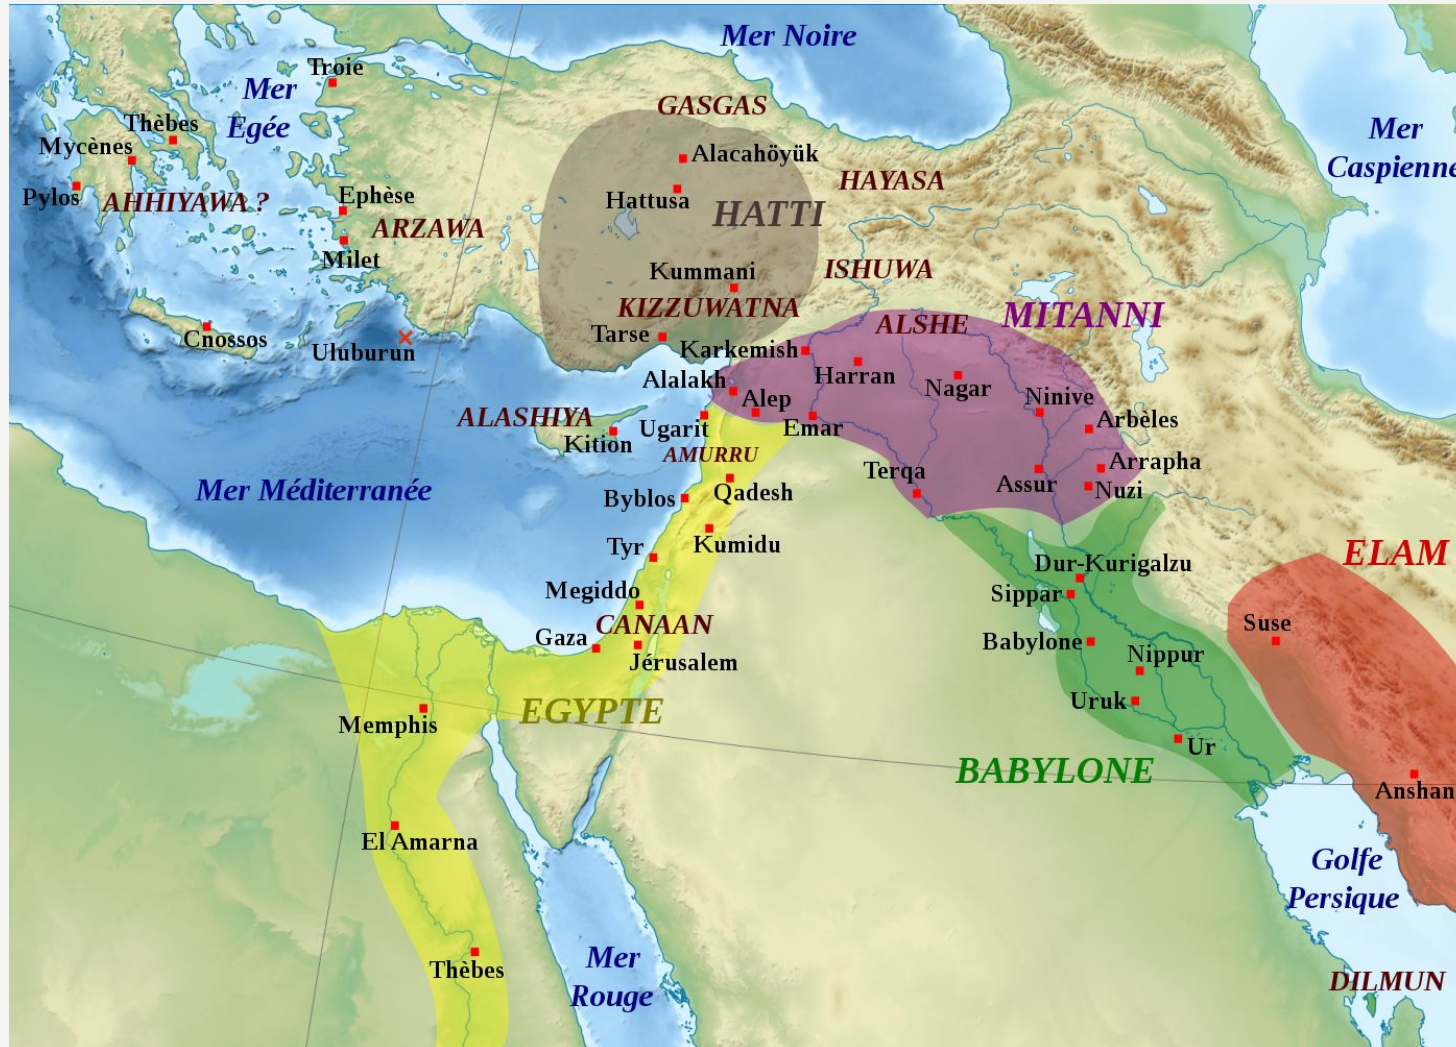 Mer Noire
Troie
Mer
Egée
GASGAS
Mer
Caspienne
Thèbes
Mycènes
Alacahöyük
Pylos
AHHIYAWA ?
Ephèse
Hattusa
HATTI
HAYASA
ARZAWA
Milet
Kummani
ISHUWA
KIZZUWATNA
MITANNI
ALSHE
Cnossos
Uluburun
Tarse
Karkemish
Harran
Alalakh
Alep
Nagar
Ninive
ALASHIYA
Kition
Ugarit
Emar
Arbèles
AMURRU
Terqa
Arrapha
Mer Méditerranée
Byblos
Qadesh
Assur
Nuzi
Tyr
Kumidu
ELAM
Dur-Kurigalzu
Megiddo
Sippar
CANAAN
Suse
Gaza
Babylone
Jérusalem
Nippur
EGYPTE
Uruk
Memphis
Ur
BABYLONE
Anshan
El Amarna
Golfe
Persique
Thèbes
Mer
Rouge
DILMUN